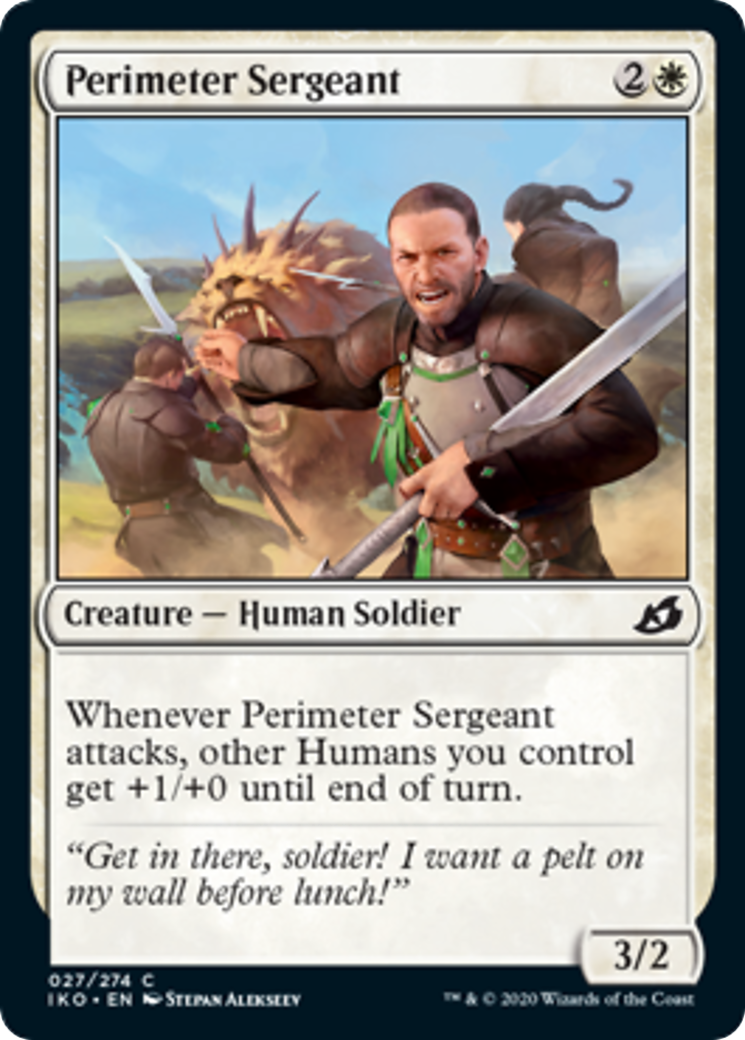 Perimeter Sergeant 2
Creature — Human Soldier
Whenever Perimeter Sergeant
attacks, other Humans you control
get +1/+0 until end of turn.
“Get in there, soldier! I want a pelt on
my wall before lunch!”
3/2
027/274 C
IKO • EN Stepan Alekseev
™ & © 2020 Wizards of the Coast